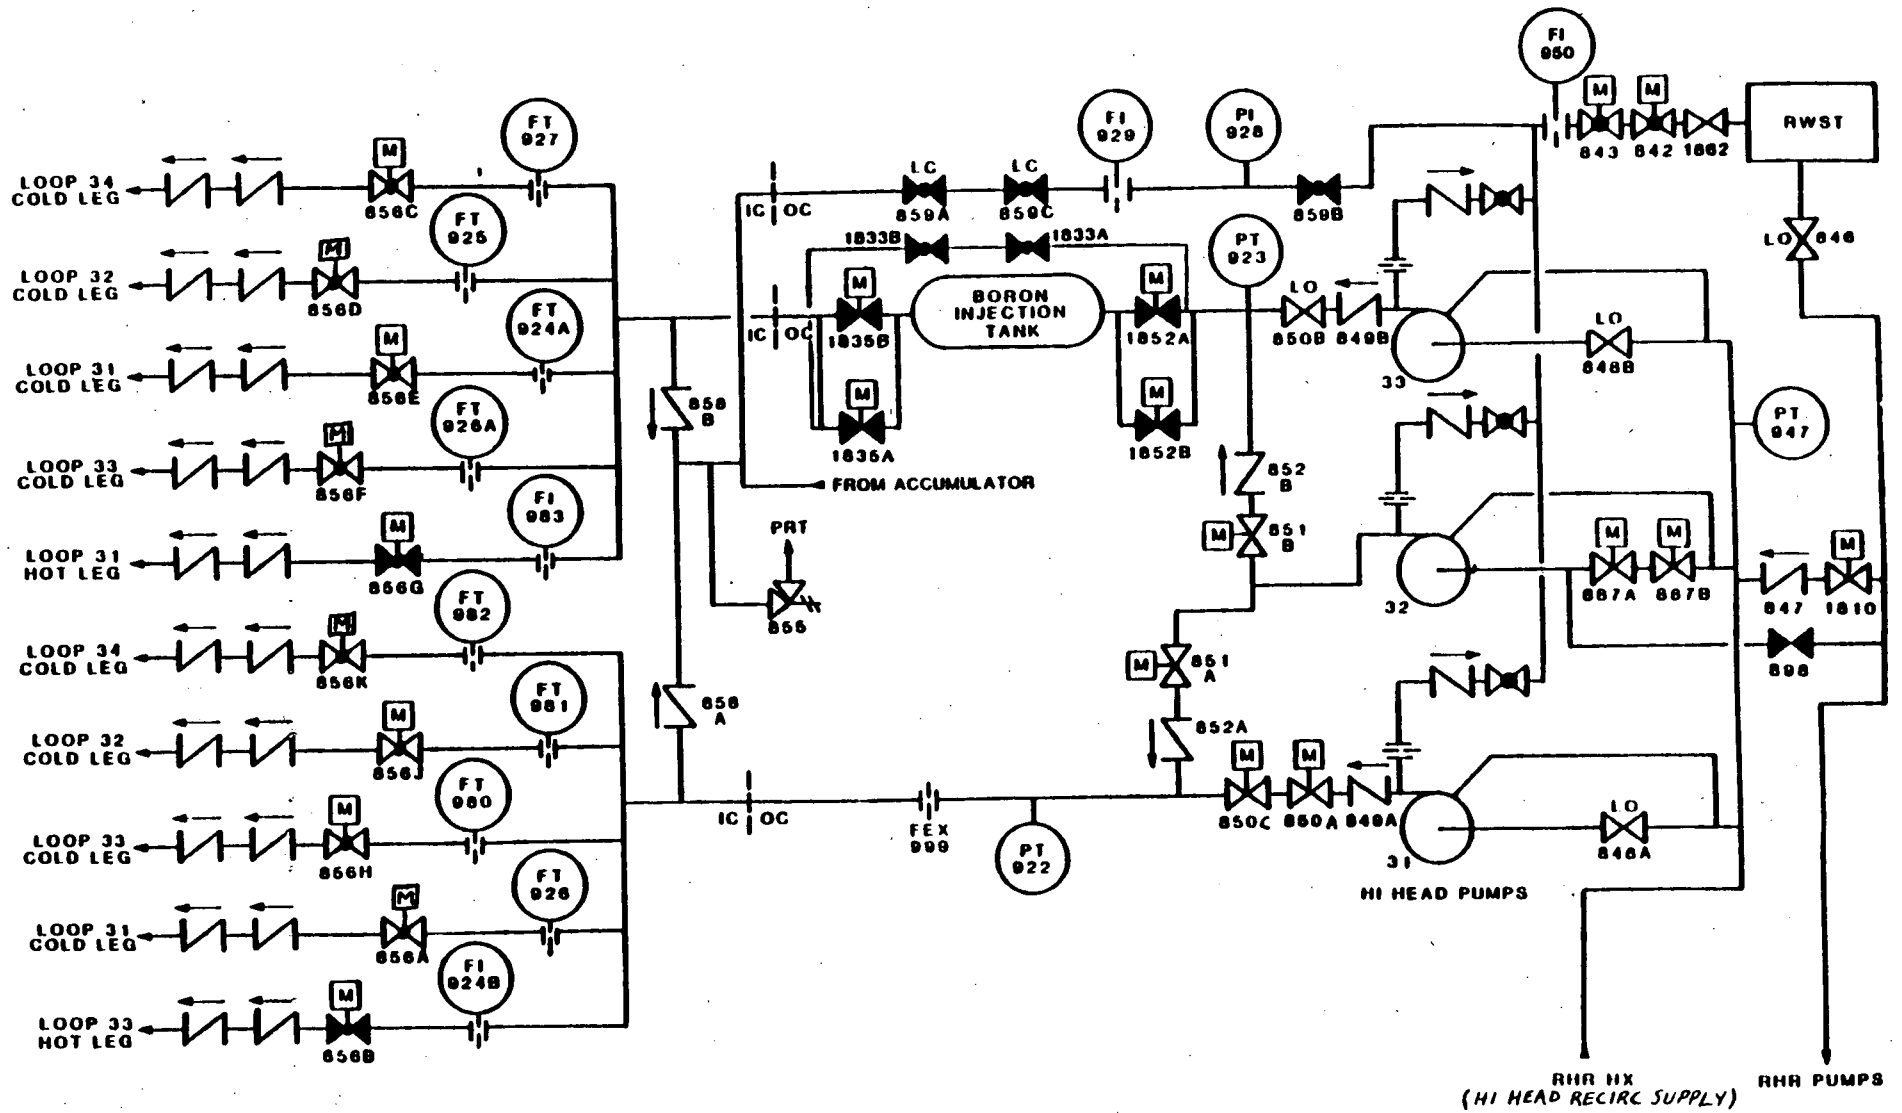 FI
950
M
M
RWST
843
842
1862
LO
846
FT
927
M
LOOP 34
COLD LEG
856C
FI
929
PI
928
LC
LC
IC
OC
859A
859C
859B
FT
925
M
LOOP 32
COLD LEG
856D
1833B
1833A
PT
923
M
BORON
INJECTION
TANK
M
LO
IC
OC
1835B
1852A
850B
849B
33
LO
848B
FT
924A
M
LOOP 31
COLD LEG
856E
858
B
M
1835A
M
1852B
PT
947
FT
926A
M
LOOP 33
COLD LEG
856F
FROM ACCUMULATOR
852
B
M
851
B
FI
983
M
LOOP 31
HOT LEG
856G
PRT
855
32
M
M
887A
887B
M
847
1810
898
FT
982
M
LOOP 34
COLD LEG
856K
M
851
A
858
A
852A
FT
981
M
LOOP 32
COLD LEG
856J
M
M
850C
850A
849A
31
LO
848A
HI HEAD PUMPS
IC
OC
FEX
999
PT
922
FT
980
M
LOOP 33
COLD LEG
856H
FT
926
M
LOOP 31
COLD LEG
856A
FI
924B
M
LOOP 33
HOT LEG
856B
RHR HX
(HI HEAD RECIRC SUPPLY)
RHR PUMPS